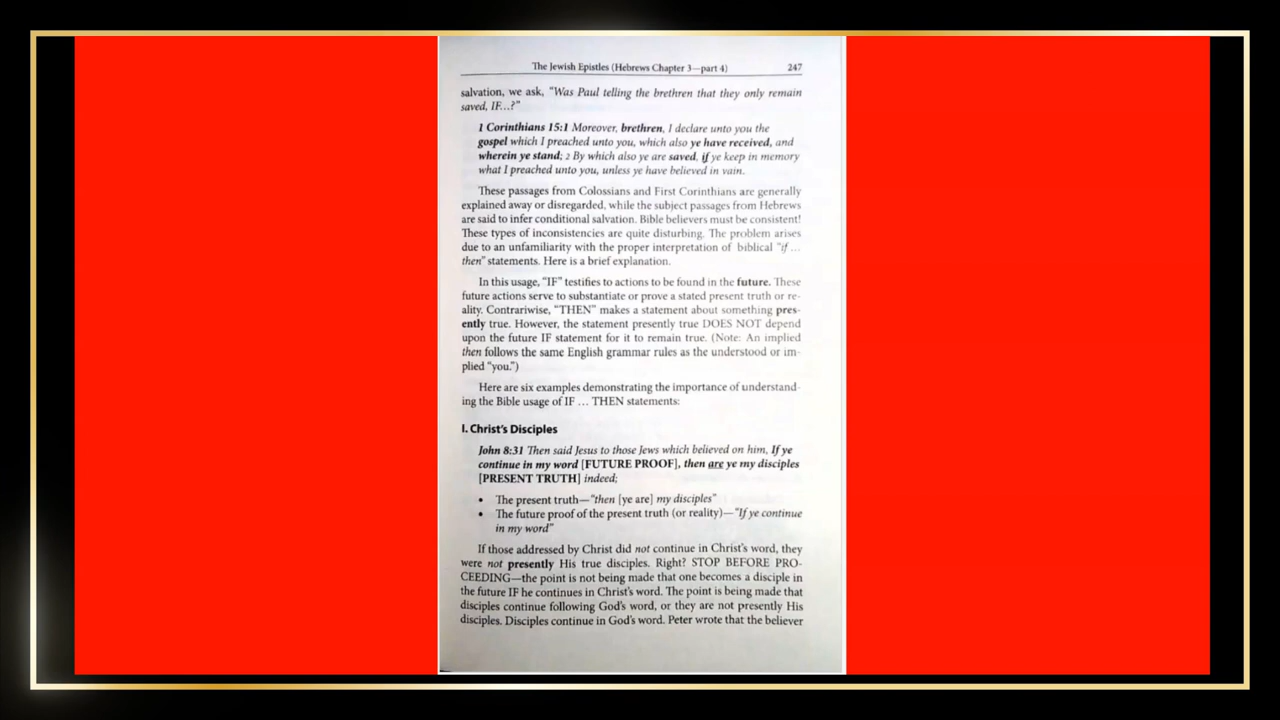 The Jewish Epistles (Hebrews Chapter 3—part 4) 247
salvation, we ask, "Was Paul telling the brethren that they only remain
saved, IF...?"
1 Corinthians 15:1 Moreover, brethren, I declare unto you the
gospel which I preached unto you, which also ye have received, and
wherein ye stand; 2 By which also ye are saved, if ye keep in memory
what I preached unto you, unless ye have believed in vain.
These passages from Colossians and First Corinthians are generally
explained away or disregarded, while the subject passages from Hebrews
are said to infer conditional salvation. Bible believers must be consistent!
These types of inconsistencies are quite disturbing. The problem arises
due to an unfamiliarity with the proper interpretation of biblical "if ...
then" statements. Here is a brief explanation.
In this usage, "IF" testifies to actions to be found in the future. These
future actions serve to substantiate or prove a stated present truth or re-
ality. Contrariwise, "THEN" makes a statement about something pres-
ently true. However, the statement presently true DOES NOT depend
upon the future IF statement for it to remain true. (Note: An implied
then follows the same English grammar rules as the understood or im-
plied "you.")
Here are six examples demonstrating the importance of understand-
ing the Bible usage of IF ... THEN statements:
I. Christ's Disciples
John 8:31 Then said Jesus to those Jews which believed on him, If ye
continue in my word [FUTURE PROOF], then are ye my disciples
[PRESENT TRUTH] indeed;
• The present truth—"then [ye are] my disciples"
• The future proof of the present truth (or reality)—"If ye continue
in my word"
If those addressed by Christ did not continue in Christ's word, they
were not presently His true disciples. Right? STOP BEFORE PRO-
CEEDING—the point is not being made that one becomes a disciple in
the future IF he continues in Christ's word. The point is being made that
disciples continue following God's word, or they are not presently His
disciples. Disciples continue in God's word. Peter wrote that the believer